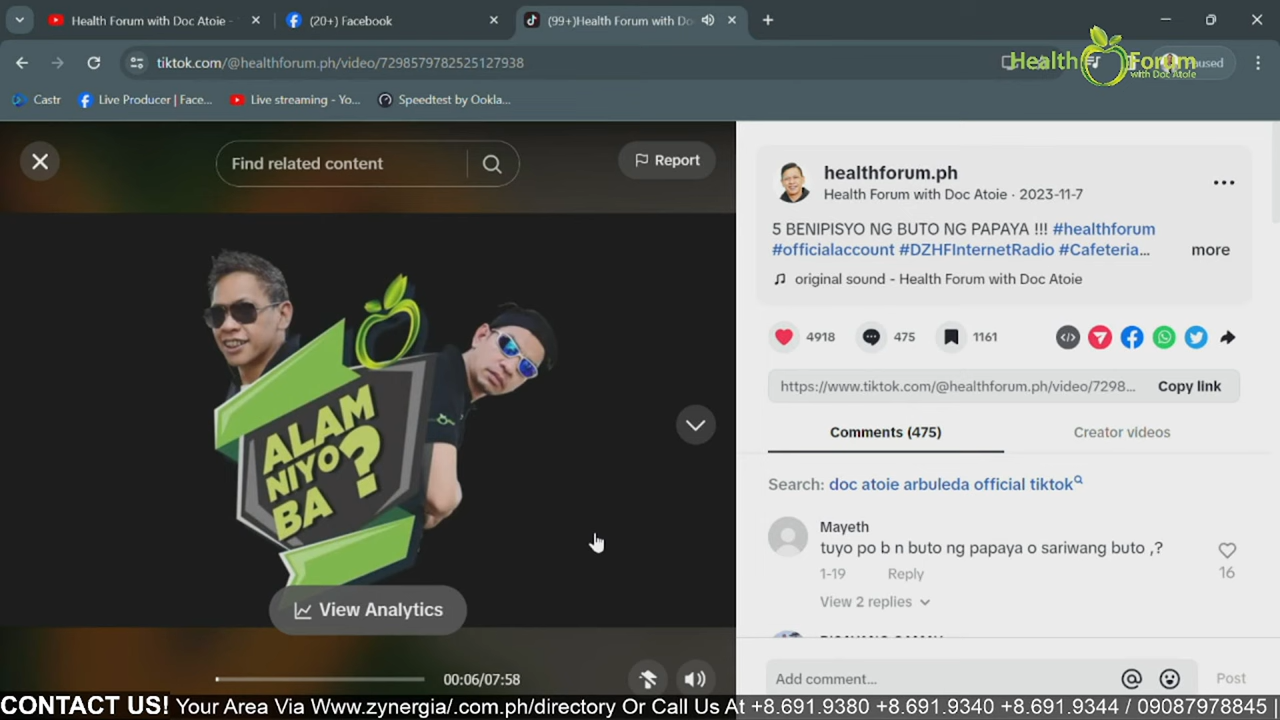 Health Forum with Doc Atoie -
(20+) Facebook
(99+)Health Forum with Do
tiktok.com/@healthforum.ph/video/7298579782525127938
Health Forum
with Doc Atoie
Castr
Live Producer | Face...
Live streaming - Yo...
Speedtest by Ookla...
Find related content
Report
ALAM
NIYO
BA
?
View Analytics
00:06/07:58
healthforum.ph
Health Forum with Doc Atoie · 2023-11-7
5 BENIPISYO NG BUTO NG PAPAYA !!! #healthforum
#officialaccount #DZHFInternetRadio #Cafeteria...
more
original sound - Health Forum with Doc Atoie
4918
475
1161
https://www.tiktok.com/@healthforum.ph/video/7298...
Copy link
Comments (475)
Creator videos
Search: doc atoie arbuleda official tiktok
Mayeth
tuyo po b n buto ng papaya o sariwang buto ,?
1-19
Reply
16
View 2 replies
Add comment...
Post
CONTACT US! Your Area Via Www.zynergia/.com.ph/directory Or Call Us At +8.691.9380 / +8.691.9340 +8.691.9344 / 09087978845 |